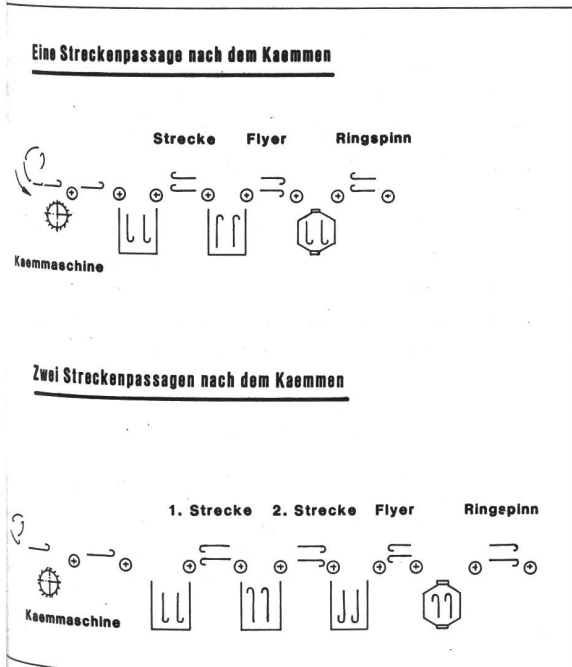 Eine Streckenpassage nach dem Kaemmen
Strecke Flyer Ringspinn
Kaemmaschine
Zwei Streckenpassagen nach dem Kaemmen
1. Strecke 2. Strecke Flyer Ringspinn
Kaemmaschine